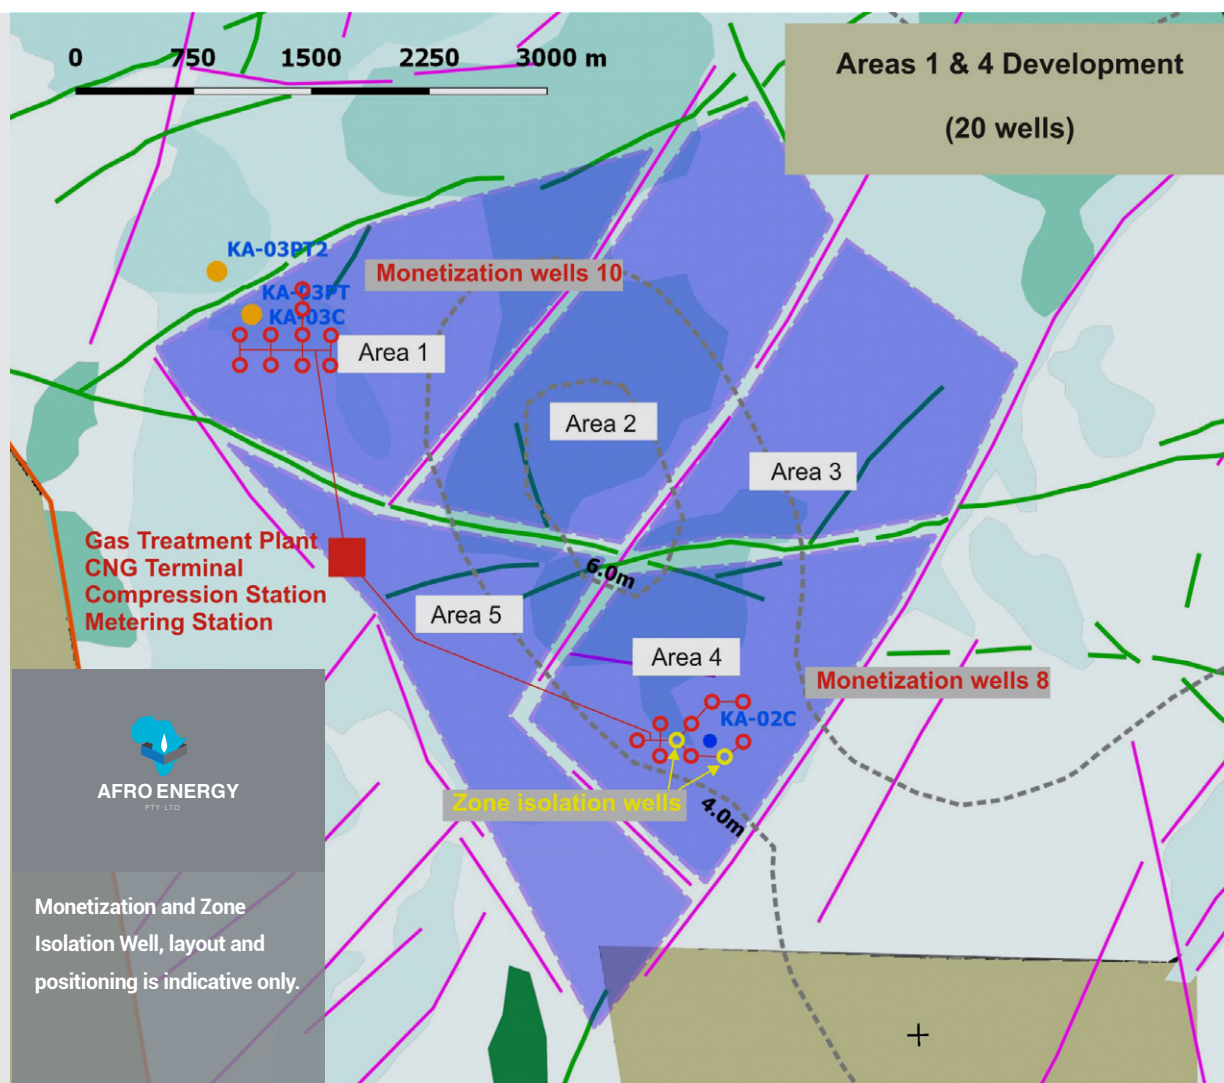 0 750 1500 2250 3000 m
Areas 1 & 4 Development
(20 wells)
KA-03PT2
Monetization wells 10
KA-03PT
KA-03C
Area 1
Area 2
Area 3
Gas Treatment Plant
CNG Terminal
Compression Station
Metering Station
6.0m
Area 5
Area 4
Monetization wells 8
KA-02C
Zone isolation wells
4.0m
AFRO ENERGY
PTY LTD
Monetization and Zone
Isolation Well, layout and
positioning is indicative only.